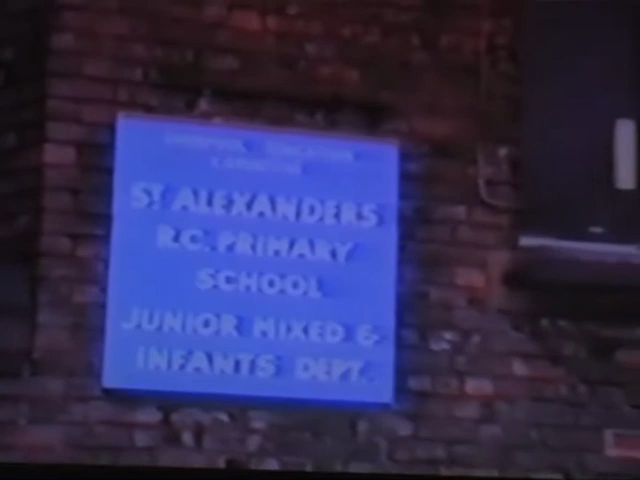 ST ALEXANDERS
R.C. PRIMARY
SCHOOL
JUNIOR MIXED &
INFANTS DEPT.